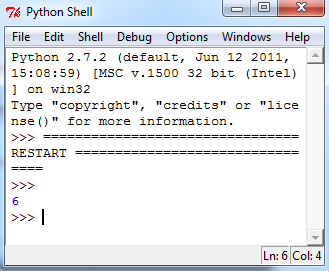 Python Shell
File Edit Shell Debug Options Windows Help
Python 2.7.2 (default, Jun 12 2011,
15:08:59) [MSC v.1500 32 bit (Intel)
] on win32
Type "copyright", "credits" or "lice
nse()" for more information.
>>> ================================
RESTART ============================
====
>>>
6
>>>
Ln: 6 Col: 4